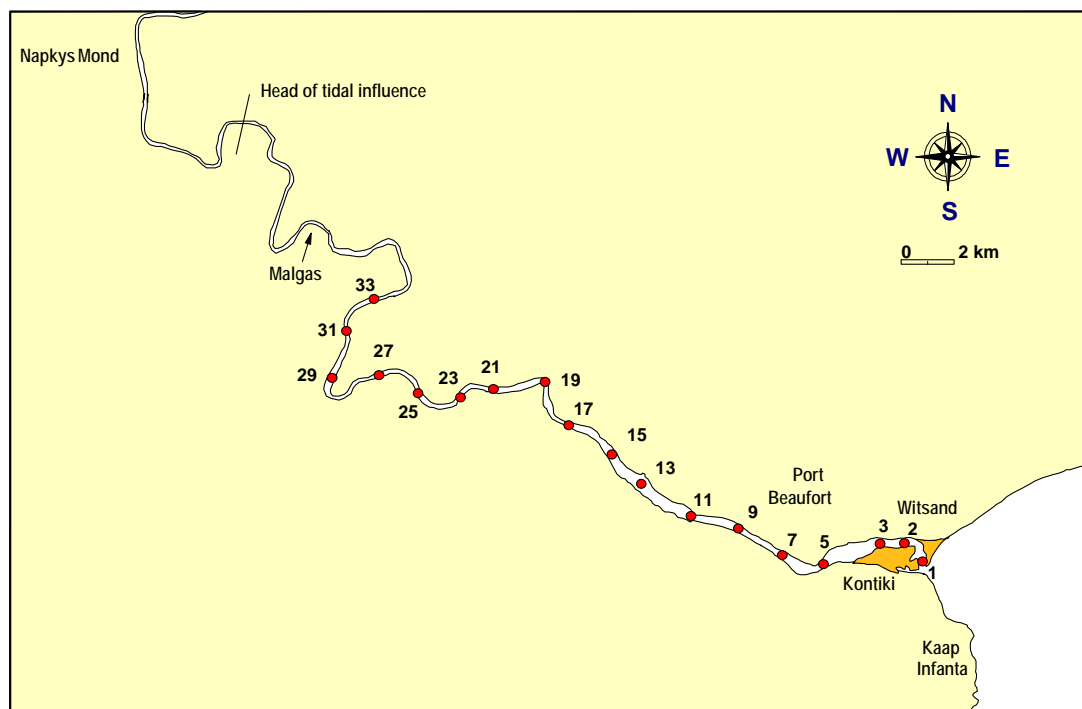 Napkys Mond
Head of tidal influence
N
W
E
S
0 2 km
Malgas
33
31
29
27
25
23
21
19
17
15
13
11
9
7
5
3
2
1
Port
Beaufort
Witsand
Kontiki
Kaap
Infanta